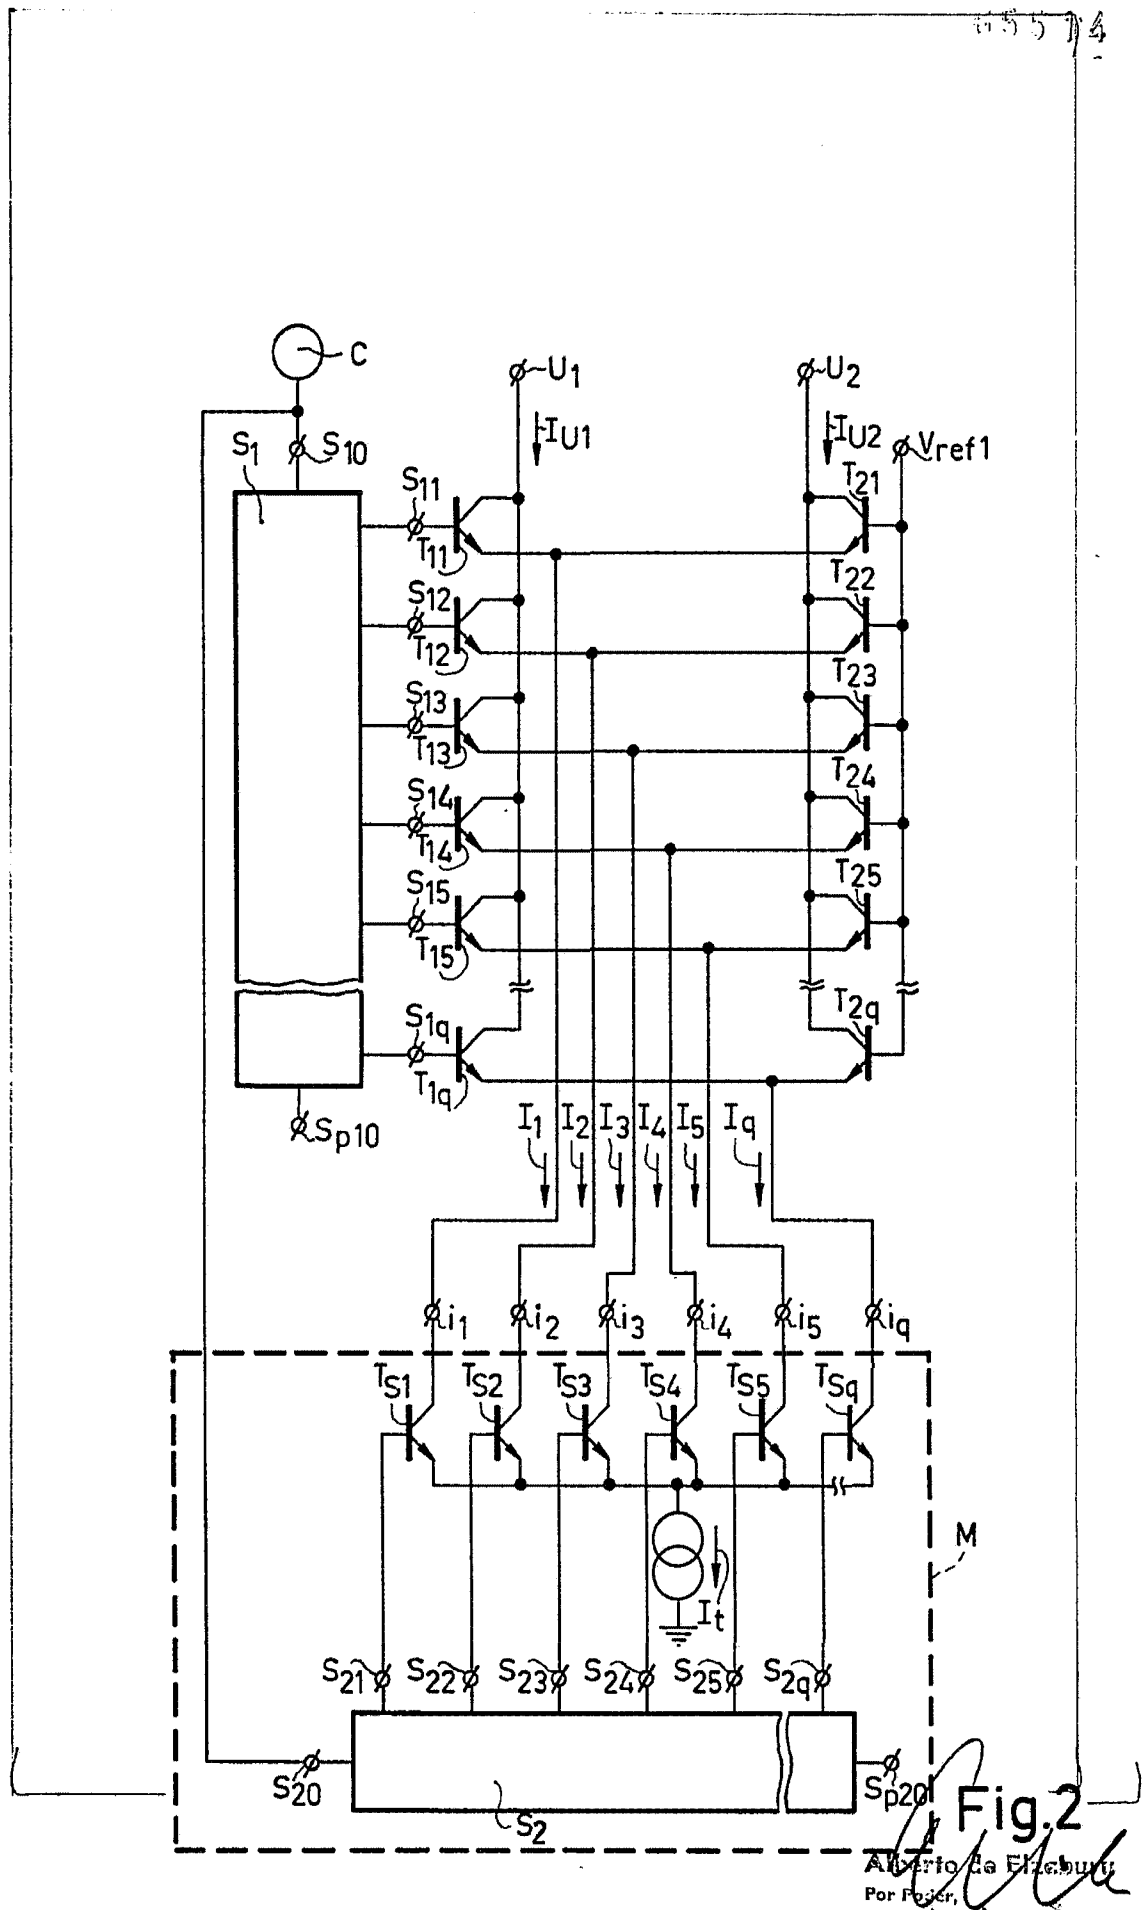 C
U1
U2
IU1
IU2
S1
S10
Vref1
S11
T21
T11
S12
T22
T12
S13
T23
T13
S14
T24
T14
S15
T25
T15
S1q
T2q
T1q
Sp10
I1 I2 I3 I4 I5 Iq
i1 i2 i3 i4 i5 iq
TS1 TS2 TS3 TS4 TS5 TSq
M
It
S21 S22 S23 S24 S25 S2q
S20
Sp20
S2
Fig.2
Alberto de Elzaburu
Por Poder,